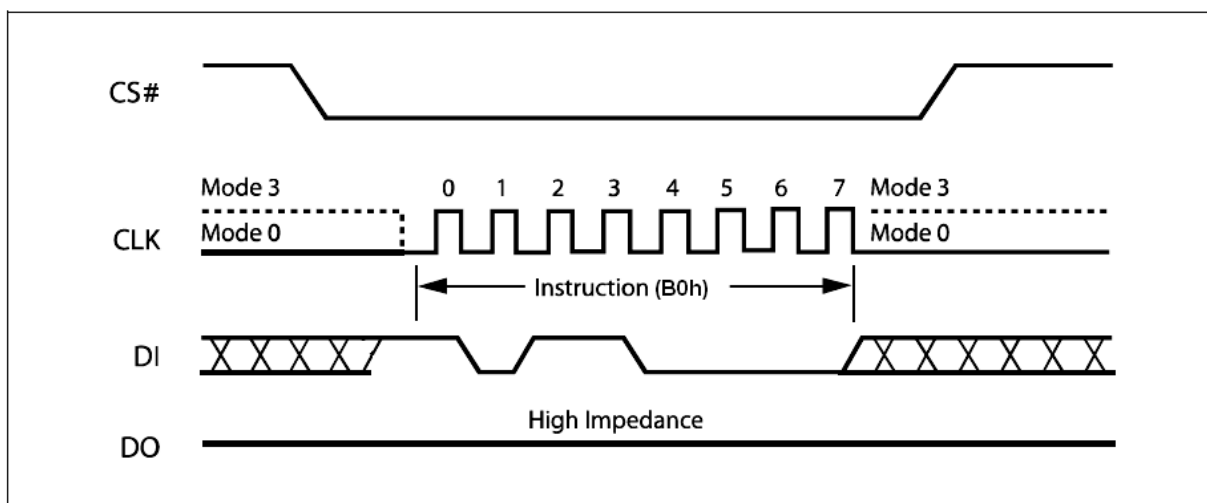 CS#
Mode 3
0 1 2 3 4 5 6 7
Mode 3
CLK
Mode 0
Mode 0
Instruction (B0h)
DI
High Impedance
DO